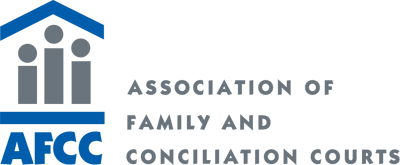 AFCC
ASSOCIATION OF
FAMILY AND
CONCILIATION COURTS